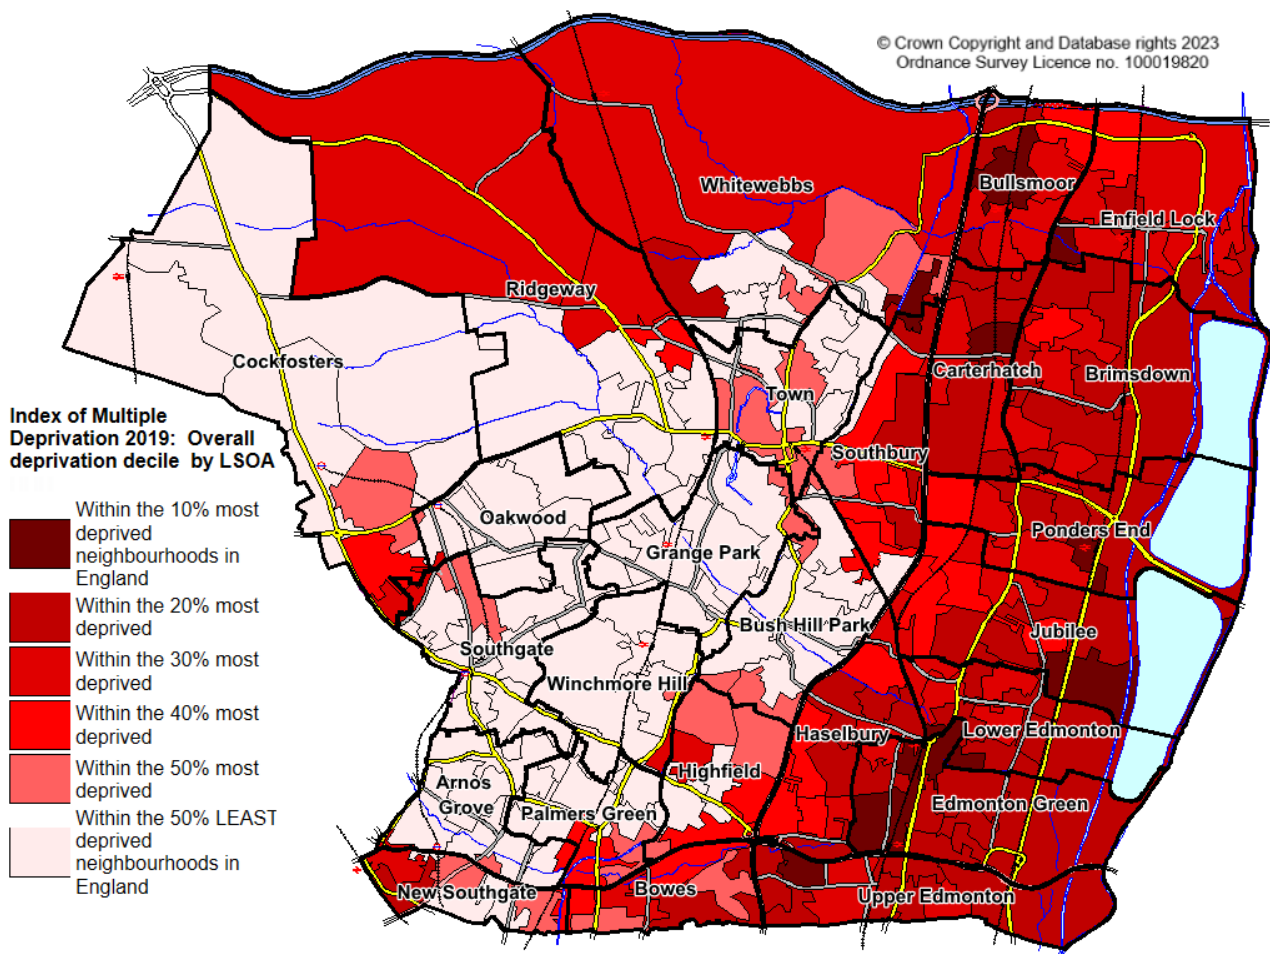 © Crown Copyright and Database rights 2023
Ordnance Survey Licence no. 100019820
Whitewebbs
Bullsmoor
Enfield Lock
Ridgeway
Cockfosters
Carterhatch
Brimsdown
Town
Southbury
Index of Multiple
Deprivation 2019: Overall
deprivation decile by LSOA
Within the 10% most
deprived
neighbourhoods in
England
Within the 20% most
deprived
Within the 30% most
deprived
Within the 40% most
deprived
Within the 50% most
deprived
Within the 50% LEAST
deprived
neighbourhoods in
England
Oakwood
Grange Park
Ponders End
Bush Hill Park
Jubilee
Southgate
Winchmore Hill
Haselbury
Lower Edmonton
Highfield
Arnos
Grove
Palmers Green
Edmonton Green
New Southgate
Bowes
Upper Edmonton